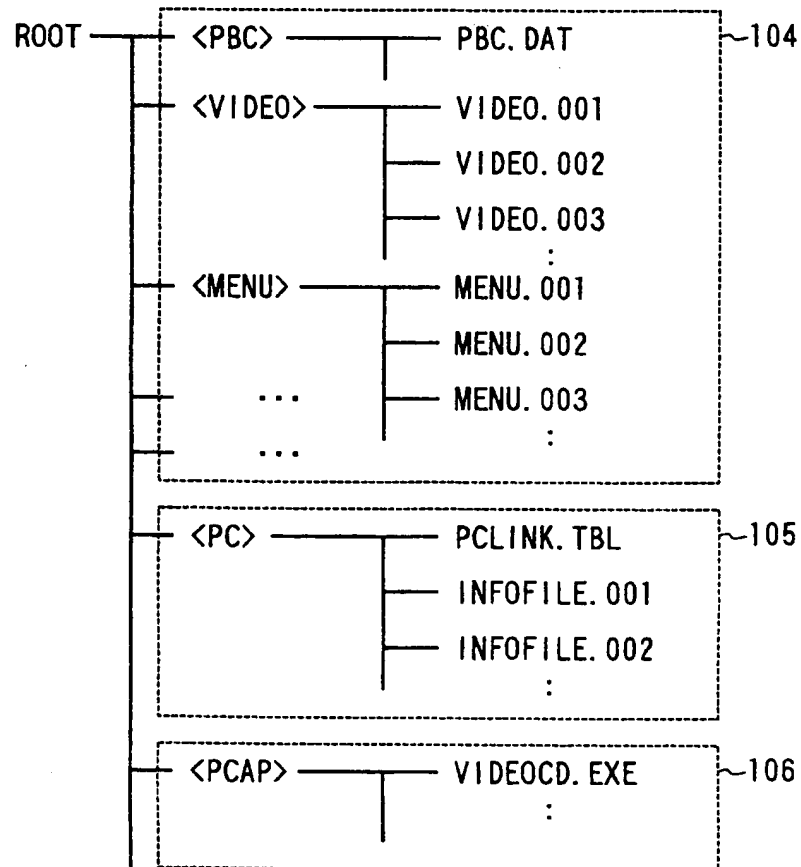 ROOT <PBC> PBC.DAT ~104
<VIDEO> VIDEO.001
VIDEO.002
VIDEO.003
:
<MENU> MENU.001
MENU.002
... MENU.003
... :
<PC> PCLINK.TBL ~105
INFOFILE.001
INFOFILE.002
:
<PCAP> VIDEOCD.EXE ~106
: